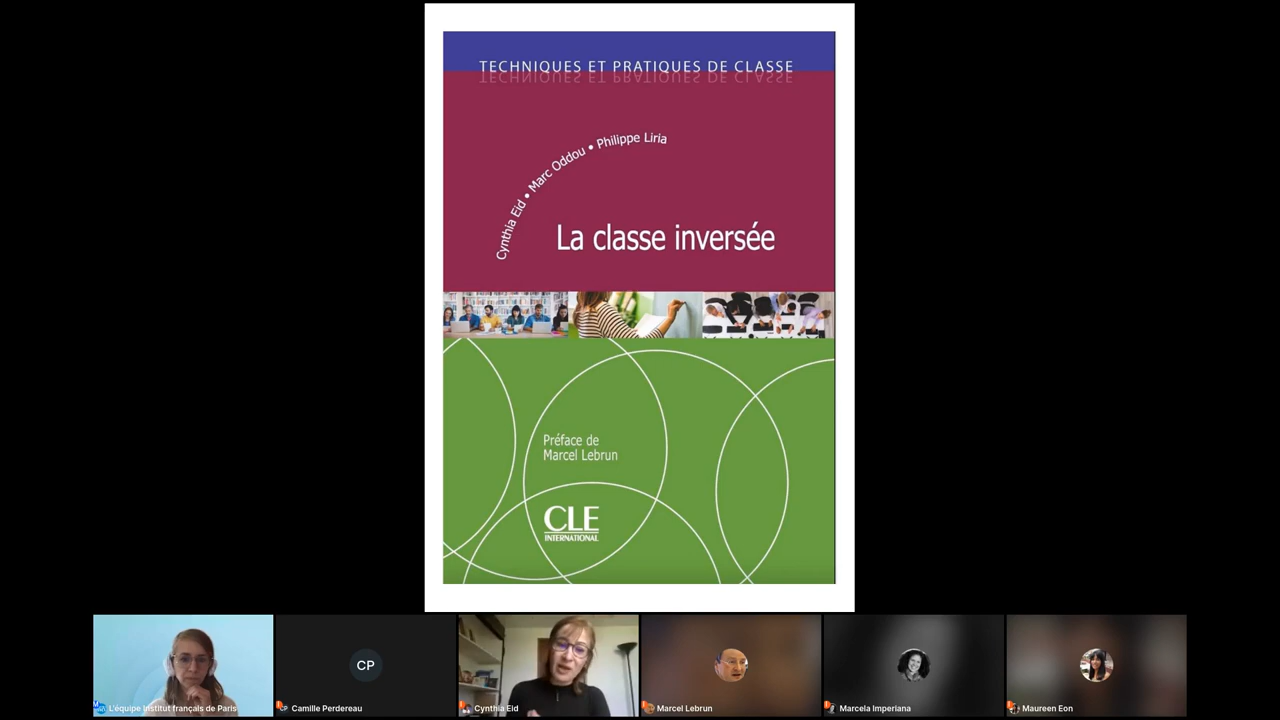 TECHNIQUES ET PRATIQUES DE CLASSE
Cynthia Eid • Marc Oddou • Philippe Liria
La classe inversée
Préface de
Marcel Lebrun
CLE
INTERNATIONAL
CP
L'équipe Institut français de Paris
CP Camille Perdereau
Cynthia Eid
Marcel Lebrun
Marcela Imperiana
Maureen Eon